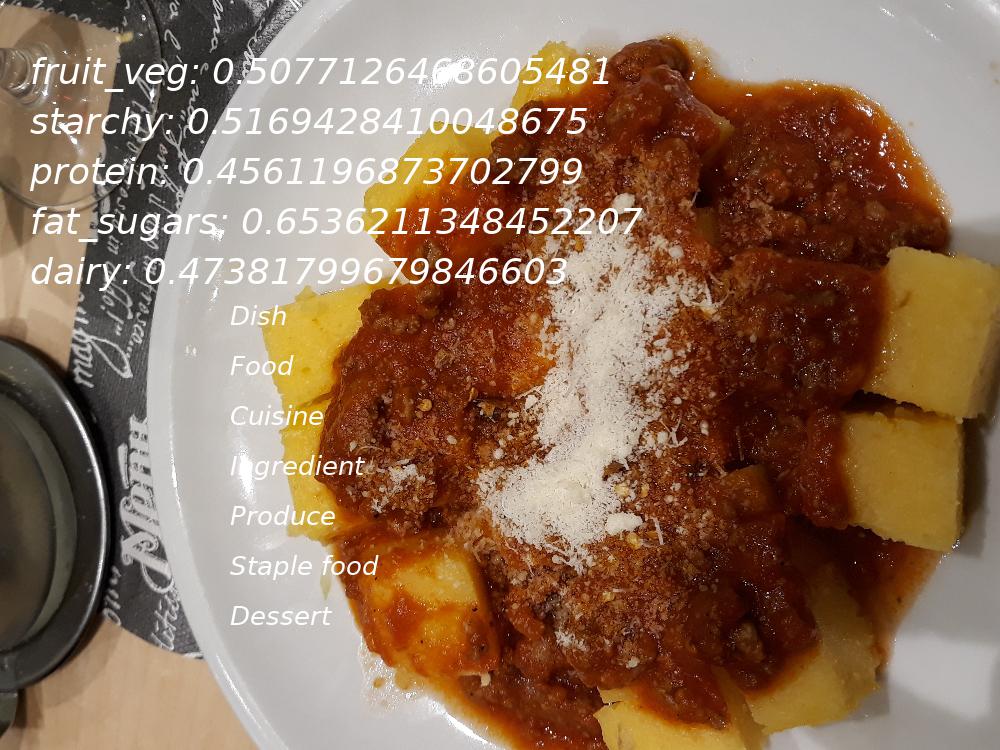 fruit_veg: 0.5077126468605481
starchy: 0.5169428410048675
protein: 0.4561196873702799
fat_sugars: 0.6536211348452207
dairy: 0.47381799679846603
Dish
Food
Cuisine
Ingredient
Produce
Staple food
Dessert
Menu